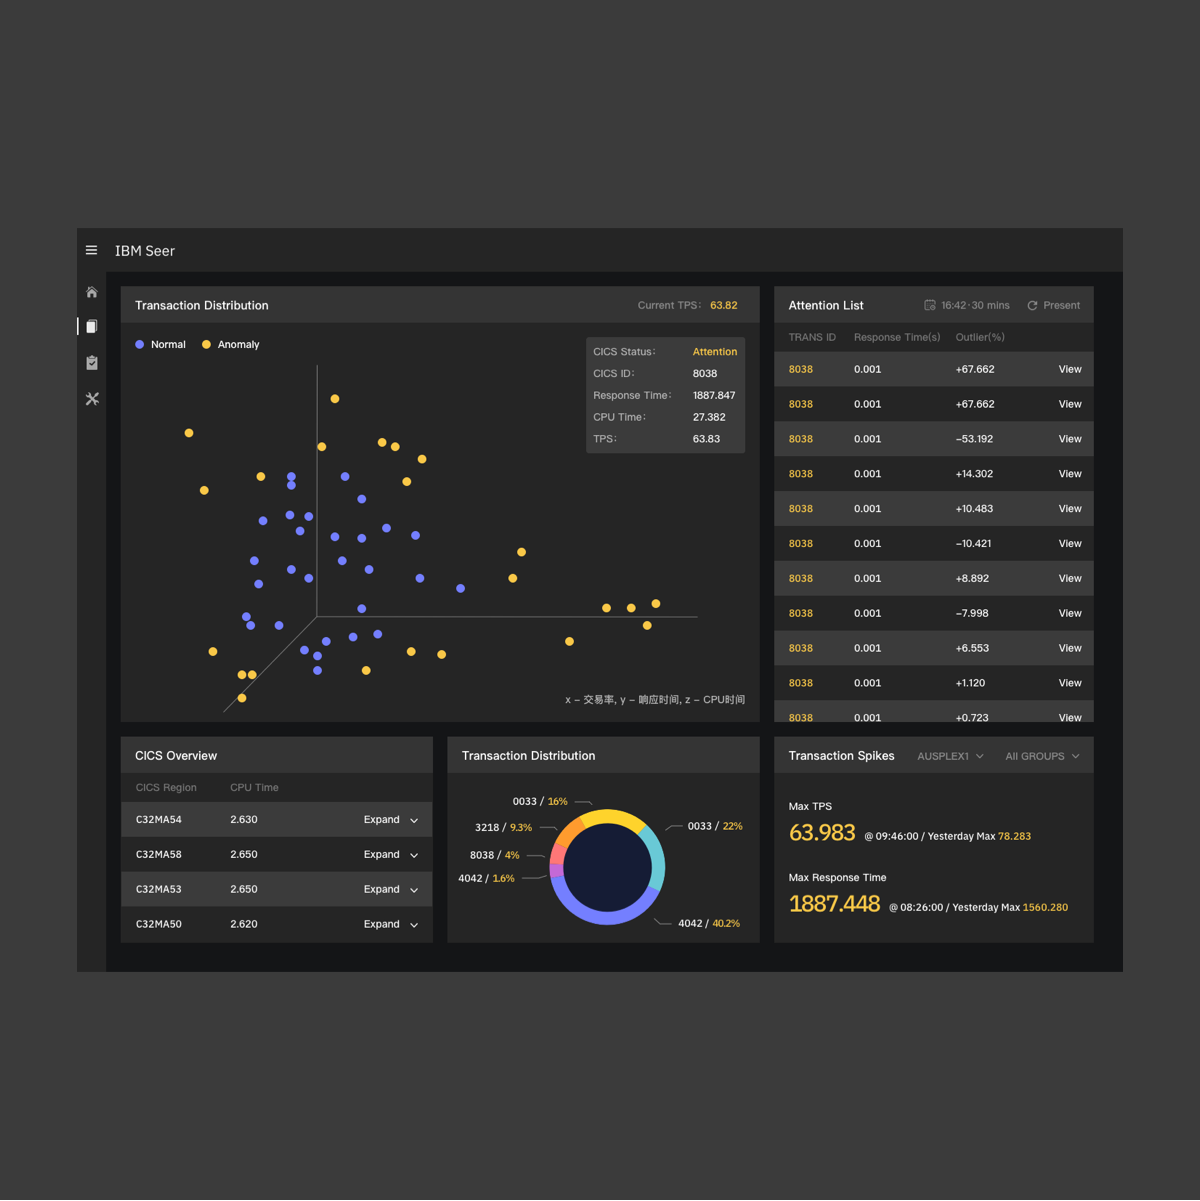 IBM Seer
Transaction Distribution
Current TPS: 63.82
Normal
Anomaly
CICS Status: Attention
CICS ID: 8038
Response Time: 1887.847
CPU Time: 27.382
TPS: 63.83
x – 交易率, y – 响应时间, z – CPU时间
Attention List
16:42·30 mins
Present
TRANS ID Response Time(s) Outlier(%)
8038 0.001 +67.662 View
8038 0.001 +67.662 View
8038 0.001 –53.192 View
8038 0.001 +14.302 View
8038 0.001 +10.483 View
8038 0.001 –10.421 View
8038 0.001 +8.892 View
8038 0.001 –7.998 View
8038 0.001 +6.553 View
8038 0.001 +1.120 View
8038 0.001 +0.723 View
CICS Overview
CICS Region CPU Time
C32MA54 2.630 Expand
C32MA58 2.650 Expand
C32MA53 2.650 Expand
C32MA50 2.620 Expand
Transaction Distribution
0033 / 16%
3218 / 9.3%
8038 / 4%
4042 / 1.6%
0033 / 22%
4042 / 40.2%
Transaction Spikes
AUSPLEX1
All GROUPS
Max TPS
63.983 @ 09:46:00 / Yesterday Max 78.283
Max Response Time
1887.448 @ 08:26:00 / Yesterday Max 1560.280